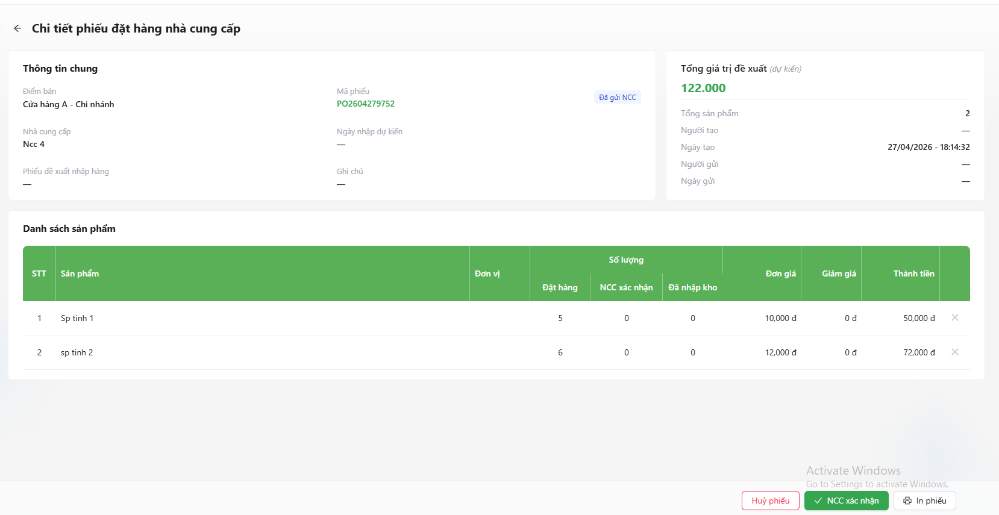 Chi tiết phiếu đặt hàng nhà cung cấp
Thông tin chung
Điểm bán
Cửa hàng A - Chi nhánh
Mã phiếu
PO2604279752
Đã gửi NCC
Nhà cung cấp
Ncc 4
Ngày nhập dự kiến
—
Phiếu đề xuất nhập hàng
—
Ghi chú
—
Tổng giá trị đề xuất (dự kiến)
122.000
Tổng sản phẩm 2
Người tạo —
Ngày tạo 27/04/2026 - 18:14:32
Người gửi —
Ngày gửi —
Danh sách sản phẩm
STT Sản phẩm Đơn vị Số lượng Đơn giá Giảm giá Thành tiền
Đặt hàng NCC xác nhận Đã nhập kho
1 Sp tinh 1 5 0 0 10,000 đ 0 đ 50,000 đ
2 sp tinh 2 6 0 0 12,000 đ 0 đ 72,000 đ
Activate Windows
Go to Settings to activate Windows.
Huỷ phiếu NCC xác nhận In phiếu